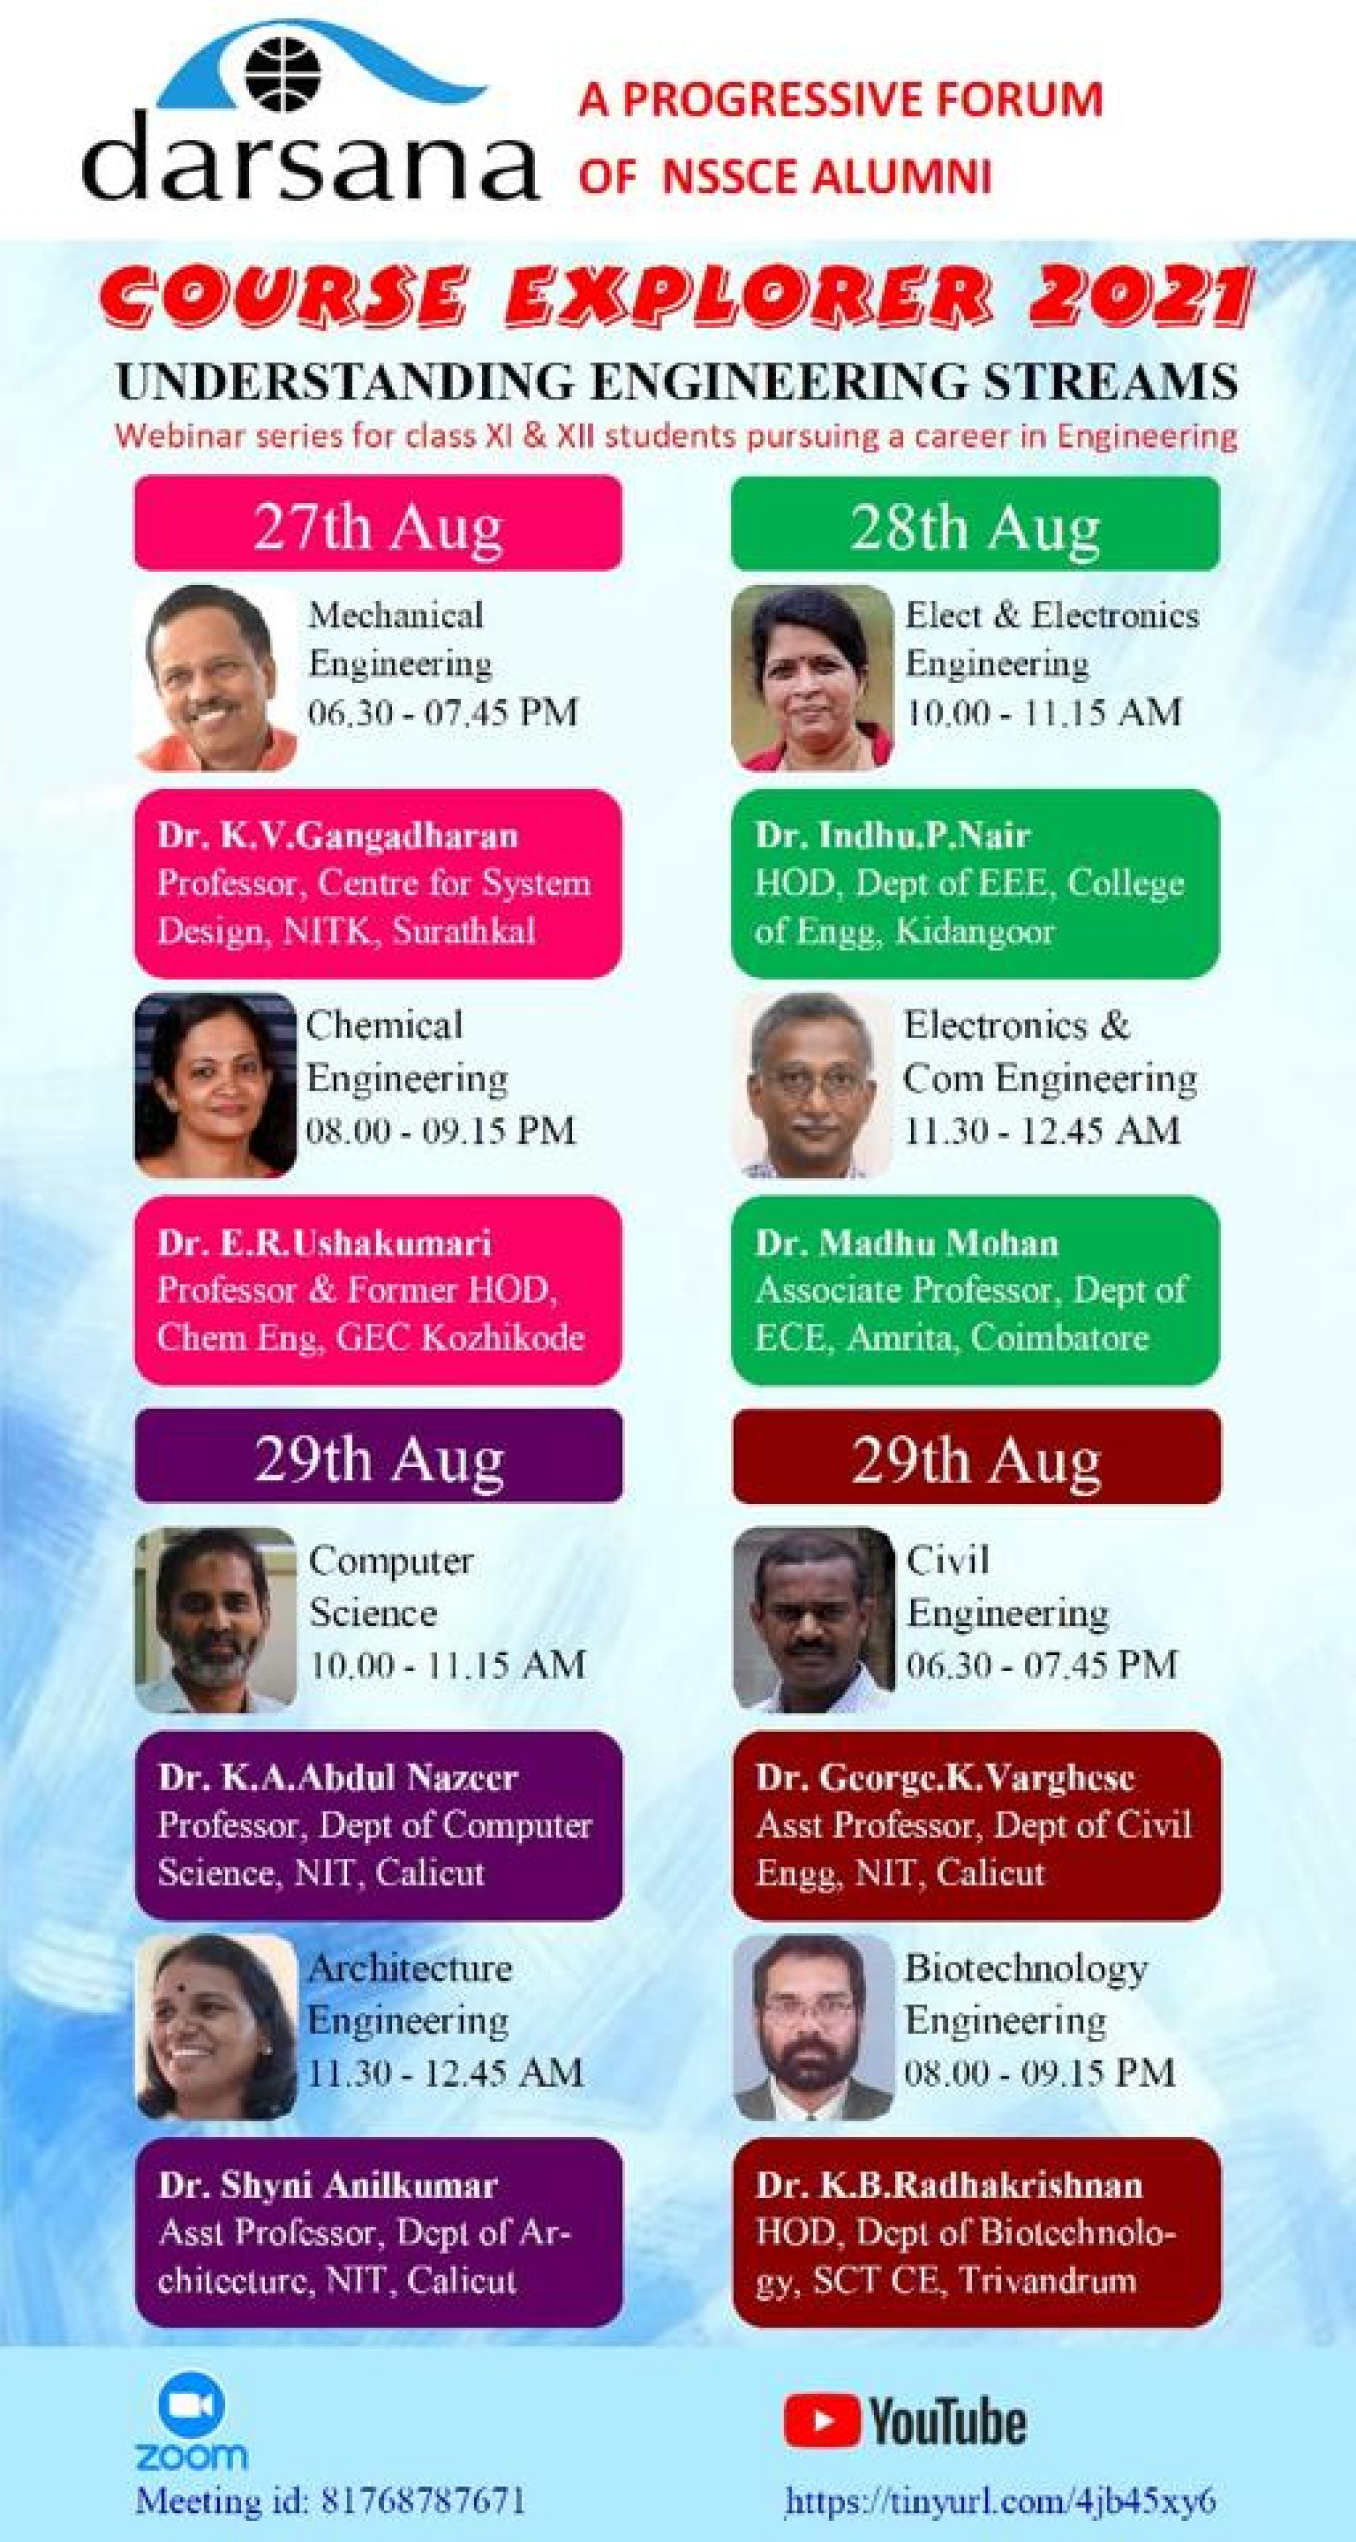 darsana
A PROGRESSIVE FORUM
OF NSSCE ALUMNI
COURSE EXPLORER 2021
UNDERSTANDING ENGINEERING STREAMS
Webinar series for class XI & XII students pursuing a career in Engineering
27th Aug
Mechanical
Engineering
06.30 - 07.45 PM
Dr. K.V.Gangadharan
Professor, Centre for System
Design, NITK, Surathkal
Chemical
Engineering
08.00 - 09.15 PM
Dr. E.R.Ushakumari
Professor & Former HOD,
Chem Eng, GEC Kozhikode
28th Aug
Elect & Electronics
Engineering
10.00 - 11.15 AM
Dr. Indhu.P.Nair
HOD, Dept of EEE, College
of Engg, Kidangoor
Electronics &
Com Engineering
11.30 - 12.45 AM
Dr. Madhu Mohan
Associate Professor, Dept of
ECE, Amrita, Coimbatore
29th Aug
Computer
Science
10.00 - 11.15 AM
Dr. K.A.Abdul Nazeer
Professor, Dept of Computer
Science, NIT, Calicut
Architecture
Engineering
11.30 - 12.45 AM
Dr. Shyni Anilkumar
Asst Professor, Dept of Ar-
chitecture, NIT, Calicut
29th Aug
Civil
Engineering
06.30 - 07.45 PM
Dr. George.K.Varghese
Asst Professor, Dept of Civil
Engg, NIT, Calicut
Biotechnology
Engineering
08.00 - 09.15 PM
Dr. K.B.Radhakrishnan
HOD, Dept of Biotechnolo-
gy, SCT CE, Trivandrum
zoom
Meeting id: 81768787671
YouTube
https://tinyurl.com/4jb45xy6